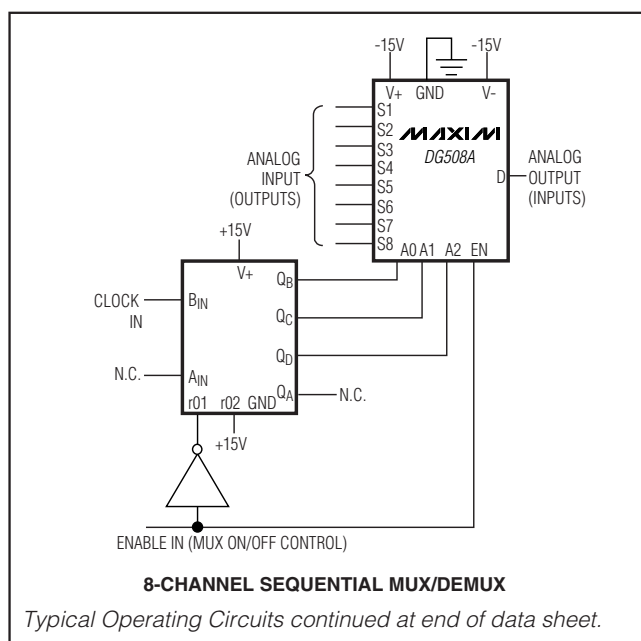 -15V -15V
V+ GND V-
S1
S2
S3
S4
S5
S6
S7
S8
MAXIM
DG508A
D
ANALOG
INPUT
(OUTPUTS)
ANALOG
OUTPUT
(INPUTS)
A0 A1 A2 EN
+15V
V+
QB
QC
QD
QA
N.C.
CLOCK
IN
BIN
N.C.
AIN
r01 r02 GND
+15V
ENABLE IN (MUX ON/OFF CONTROL)
8-CHANNEL SEQUENTIAL MUX/DEMUX
Typical Operating Circuits continued at end of data sheet.